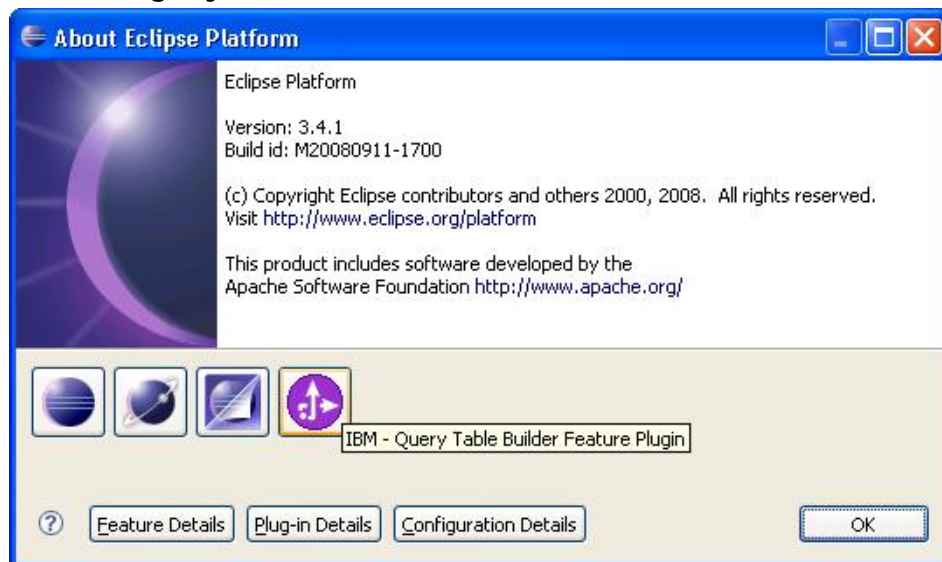 About Eclipse Platform
Eclipse Platform
Version: 3.4.1
Build id: M20080911-1700
(c) Copyright Eclipse contributors and others 2000, 2008.  All rights reserved.
Visit http://www.eclipse.org/platform
This product includes software developed by the
Apache Software Foundation http://www.apache.org/
IBM - Query Table Builder Feature Plugin
? Feature Details Plug-in Details Configuration Details OK